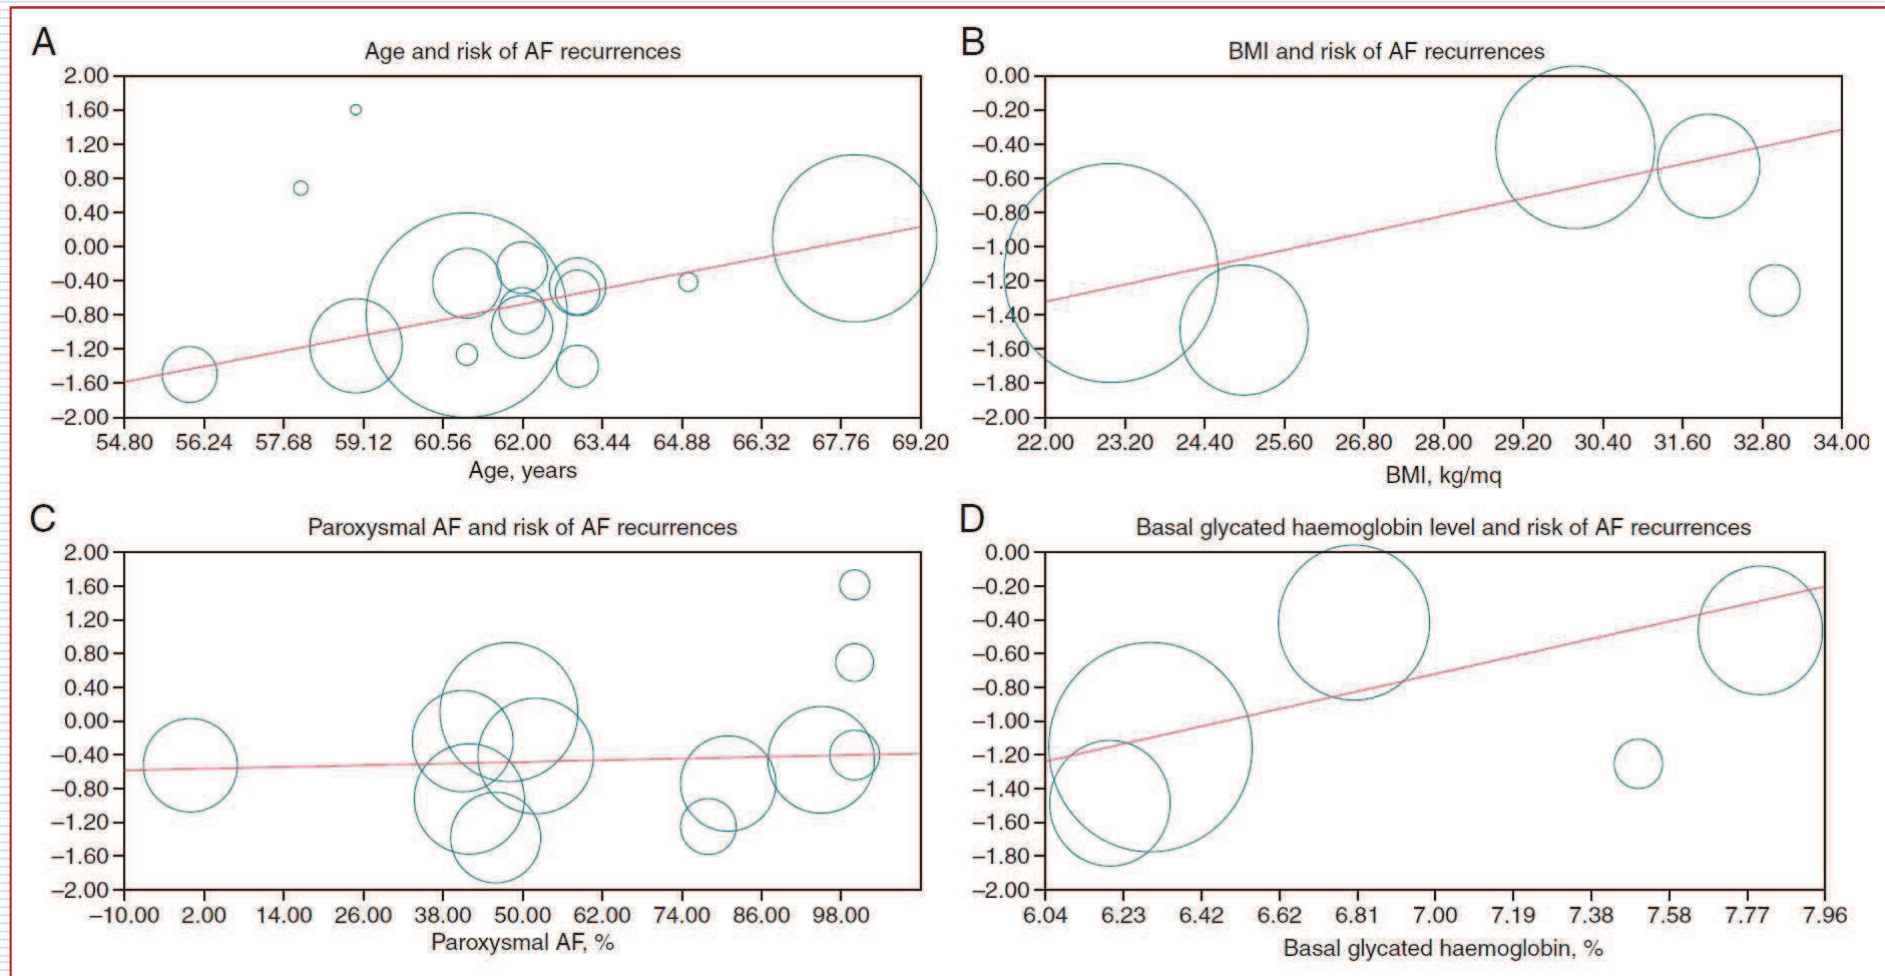 A
Age and risk of AF recurrences
2.00
1.60
1.20
0.80
0.40
0.00
–0.40
–0.80
–1.20
–1.60
–2.00
54.80 56.24 57.68 59.12 60.56 62.00 63.44 64.88 66.32 67.76 69.20
Age, years
B
BMI and risk of AF recurrences
0.00
–0.20
–0.40
–0.60
–0.80
–1.00
–1.20
–1.40
–1.60
–1.80
–2.00
22.00 23.20 24.40 25.60 26.80 28.00 29.20 30.40 31.60 32.80 34.00
BMI, kg/mq
C
Paroxysmal AF and risk of AF recurrences
2.00
1.60
1.20
0.80
0.40
0.00
–0.40
–0.80
–1.20
–1.60
–2.00
–10.00 2.00 14.00 26.00 38.00 50.00 62.00 74.00 86.00 98.00
Paroxysmal AF, %
D
Basal glycated haemoglobin level and risk of AF recurrences
0.00
–0.20
–0.40
–0.60
–0.80
–1.00
–1.20
–1.40
–1.60
–1.80
–2.00
6.04 6.23 6.42 6.62 6.81 7.00 7.19 7.38 7.58 7.77 7.96
Basal glycated haemoglobin, %